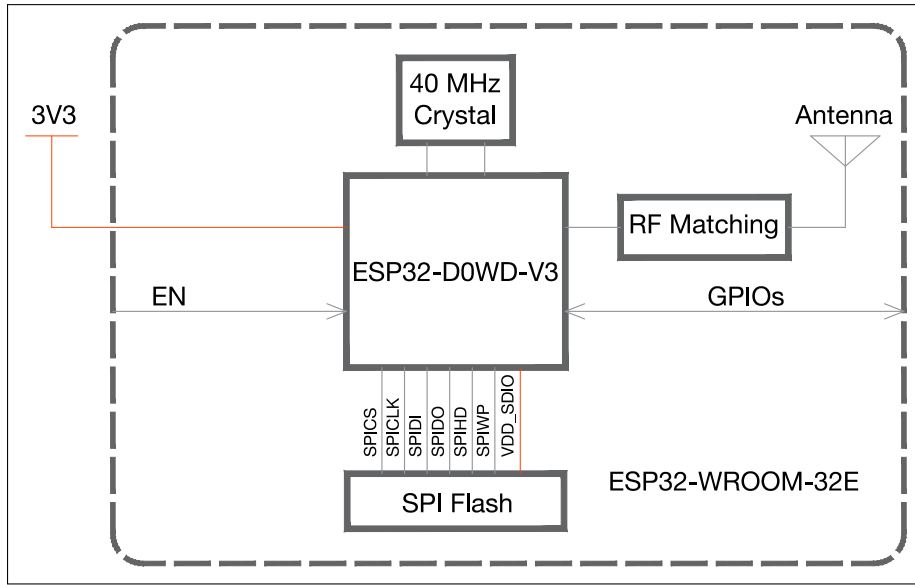 40 MHz
Crystal
3V3
Antenna
RF Matching
ESP32-D0WD-V3
EN
GPIOs
SPICS
SPICLK
SPIDI
SPIDO
SPIHD
SPIWP
VDD_SDIO
SPI Flash
ESP32-WROOM-32E